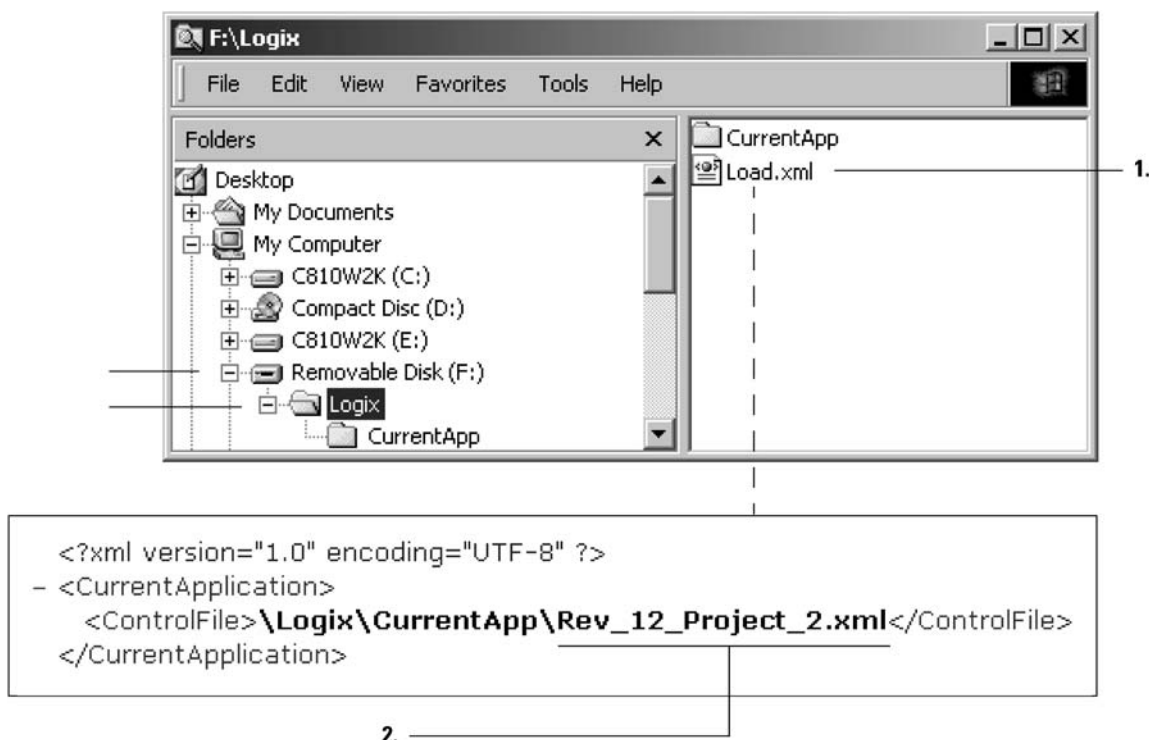 F:\Logix
File Edit View Favorites Tools Help
Folders
Desktop
My Documents
My Computer
C810W2K (C:)
Compact Disc (D:)
C810W2K (E:)
Removable Disk (F:)
Logix
CurrentApp
CurrentApp
Load.xml
1.
<?xml version="1.0" encoding="UTF-8" ?>
– <CurrentApplication>
<ControlFile>\Logix\CurrentApp\Rev_12_Project_2.xml</ControlFile>
</CurrentApplication>
2.